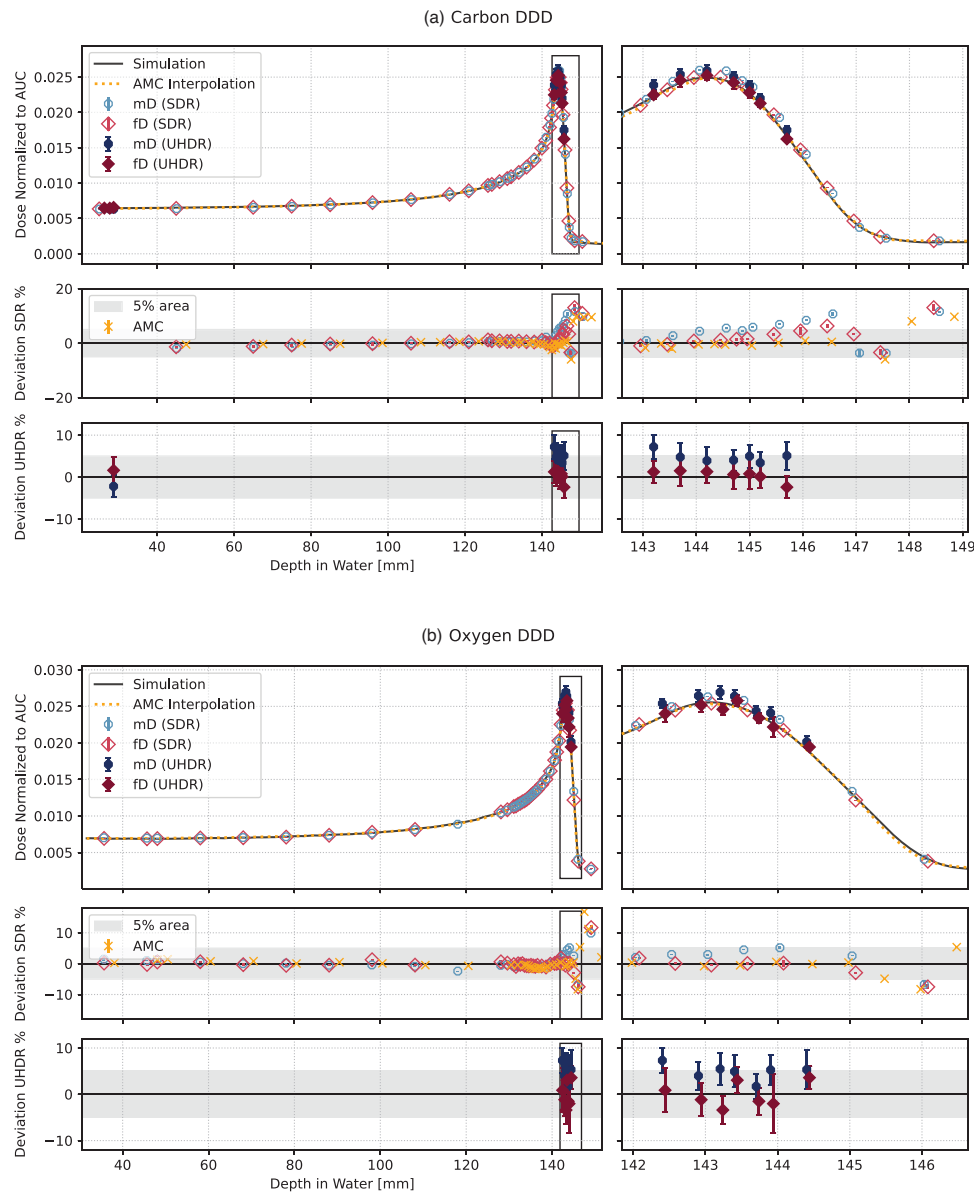 (a) Carbon DDD
Dose Normalized to AUC
0.025
0.020
0.015
0.010
0.005
0.000
Simulation
AMC Interpolation
mD (SDR)
fD (SDR)
mD (UHDR)
fD (UHDR)
Deviation SDR %
20
0
−20
5% area
AMC
Deviation UHDR %
10
0
−10
40 60 80 100 120 140
Depth in Water [mm]
143 144 145 146 147 148 149
(b) Oxygen DDD
Dose Normalized to AUC
0.030
0.025
0.020
0.015
0.010
0.005
Simulation
AMC Interpolation
mD (SDR)
fD (SDR)
mD (UHDR)
fD (UHDR)
Deviation SDR %
10
0
−10
5% area
AMC
Deviation UHDR %
10
0
−10
40 60 80 100 120 140
Depth in Water [mm]
142 143 144 145 146